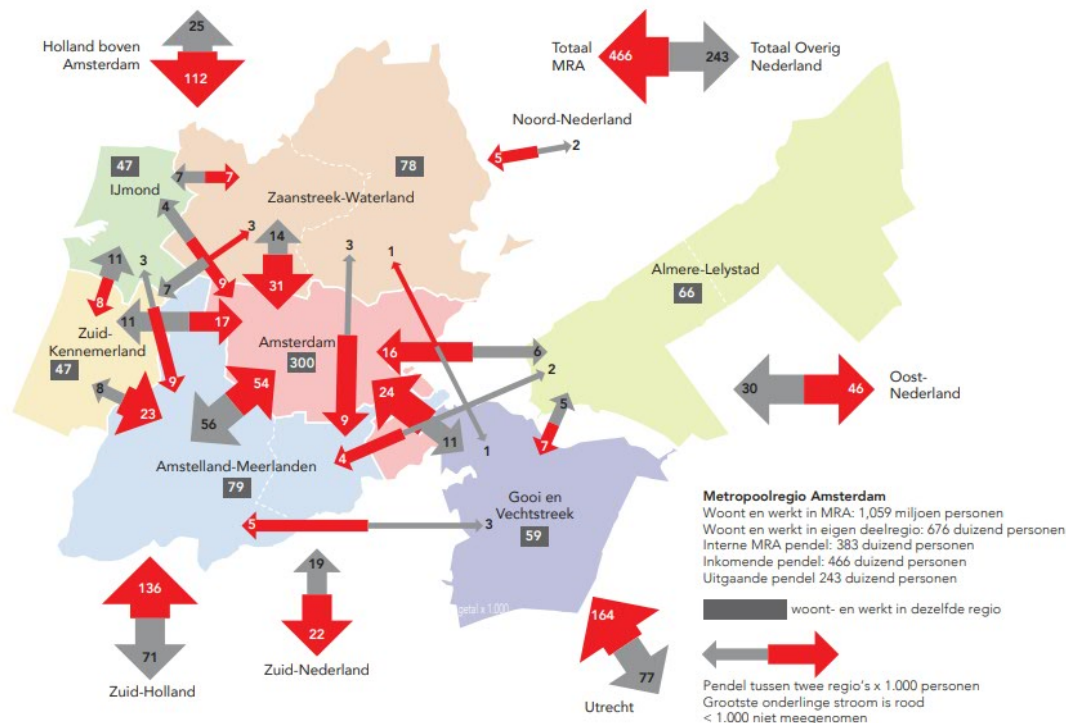 25
Holland boven
Amsterdam
112
Totaal
MRA
466
243
Totaal Overig
Nederland
Noord-Nederland
5
2
47
IJmond
7
7
78
Zaanstreek-Waterland
4
3
14
3
1
11
3
7
9
31
8
Almere-Lelystad
66
Zuid-
Kennemerland
47
11
17
Amsterdam
300
16
6
2
8
23
9
54
56
24
11
5
7
9
4
1
30
46
Oost-
Nederland
Amstelland-Meerlanden
79
Gooi en
Vechtstreek
59
5
3
Metropoolregio Amsterdam
Woont en werkt in MRA: 1,059 miljoen personen
Woont en werkt in eigen deelregio: 676 duizend personen
Interne MRA pendel: 383 duizend personen
Inkomende pendel: 466 duizend personen
Uitgaande pendel 243 duizend personen
woont- en werkt in dezelfde regio
136
71
Zuid-Holland
19
22
Zuid-Nederland
getal x 1.000
164
77
Utrecht
Pendel tussen twee regio's x 1.000 personen
Grootste onderlinge stroom is rood
< 1.000 niet meegenomen